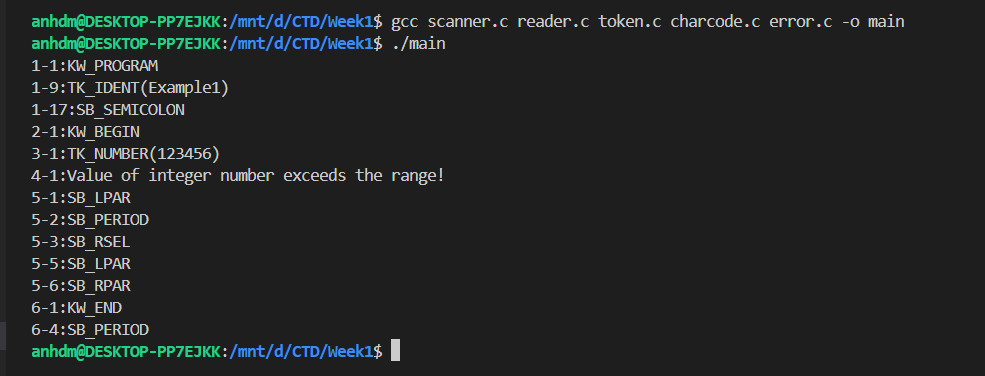 anhdm@DESKTOP-PP7EJKK:/mnt/d/CTD/Week1$ gcc scanner.c reader.c token.c charcode.c error.c -o main
anhdm@DESKTOP-PP7EJKK:/mnt/d/CTD/Week1$ ./main
1-1:KW_PROGRAM
1-9:TK_IDENT(Example1)
1-17:SB_SEMICOLON
2-1:KW_BEGIN
3-1:TK_NUMBER(123456)
4-1:Value of integer number exceeds the range!
5-1:SB_LPAR
5-2:SB_PERIOD
5-3:SB_RSEL
5-5:SB_LPAR
5-6:SB_RPAR
6-1:KW_END
6-4:SB_PERIOD
anhdm@DESKTOP-PP7EJKK:/mnt/d/CTD/Week1$